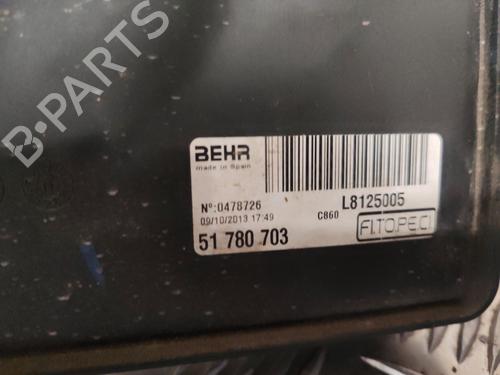 BEHR
made in Spain
Nº:0478726
L8125005
09/10/2013 17:49
C860
51 780 703
F.I.TO.PE.C.I
B-PARTS